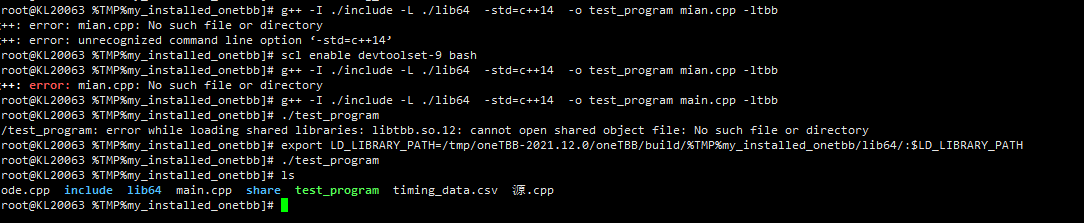 root@KL20063 %TMP%my_installed_onetbb]# g++ -I ./include -L ./lib64  -std=c++14  -o test_program mian.cpp -ltbb
g++: error: mian.cpp: No such file or directory
g++: error: unrecognized command line option ‘-std=c++14’
root@KL20063 %TMP%my_installed_onetbb]# scl enable devtoolset-9 bash
root@KL20063 %TMP%my_installed_onetbb]# g++ -I ./include -L ./lib64  -std=c++14  -o test_program mian.cpp -ltbb
g++: error: mian.cpp: No such file or directory
root@KL20063 %TMP%my_installed_onetbb]# g++ -I ./include -L ./lib64  -std=c++14  -o test_program main.cpp -ltbb
root@KL20063 %TMP%my_installed_onetbb]# ./test_program
/test_program: error while loading shared libraries: libtbb.so.12: cannot open shared object file: No such file or directory
root@KL20063 %TMP%my_installed_onetbb]# export LD_LIBRARY_PATH=/tmp/oneTBB-2021.12.0/oneTBB/build/%TMP%my_installed_onetbb/lib64/:$LD_LIBRARY_PATH
root@KL20063 %TMP%my_installed_onetbb]# ./test_program
root@KL20063 %TMP%my_installed_onetbb]# ls
ode.cpp  include  lib64  main.cpp  share  test_program  timing_data.csv  源.cpp
root@KL20063 %TMP%my_installed_onetbb]#